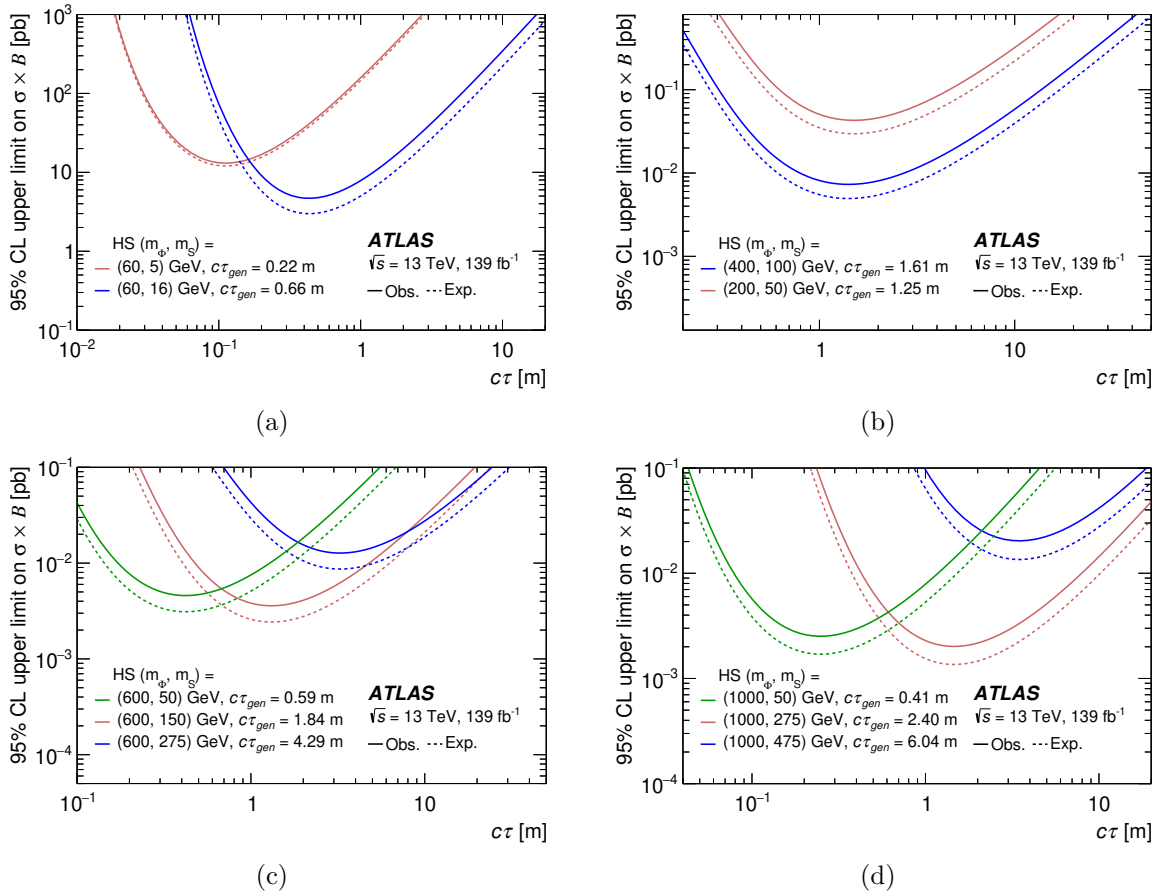 95% CL upper limit on σ × B [pb]
10³
10²
10
1
10⁻¹
HS (m_Φ, m_S) =
(60, 5) GeV, cτ_gen = 0.22 m
(60, 16) GeV, cτ_gen = 0.66 m
ATLAS
√s = 13 TeV, 139 fb⁻¹
Obs. Exp.
10⁻² 10⁻¹ 1 10
cτ [m]
(a)
95% CL upper limit on σ × B [pb]
10⁻¹
10⁻²
10⁻³
HS (m_Φ, m_S) =
(400, 100) GeV, cτ_gen = 1.61 m
(200, 50) GeV, cτ_gen = 1.25 m
ATLAS
√s = 13 TeV, 139 fb⁻¹
Obs. Exp.
1 10
cτ [m]
(b)
95% CL upper limit on σ × B [pb]
10⁻¹
10⁻²
10⁻³
10⁻⁴
HS (m_Φ, m_S) =
(600, 50) GeV, cτ_gen = 0.59 m
(600, 150) GeV, cτ_gen = 1.84 m
(600, 275) GeV, cτ_gen = 4.29 m
ATLAS
√s = 13 TeV, 139 fb⁻¹
Obs. Exp.
10⁻¹ 1 10
cτ [m]
(c)
95% CL upper limit on σ × B [pb]
10⁻¹
10⁻²
10⁻³
10⁻⁴
HS (m_Φ, m_S) =
(1000, 50) GeV, cτ_gen = 0.41 m
(1000, 275) GeV, cτ_gen = 2.40 m
(1000, 475) GeV, cτ_gen = 6.04 m
ATLAS
√s = 13 TeV, 139 fb⁻¹
Obs. Exp.
10⁻¹ 1 10
cτ [m]
(d)